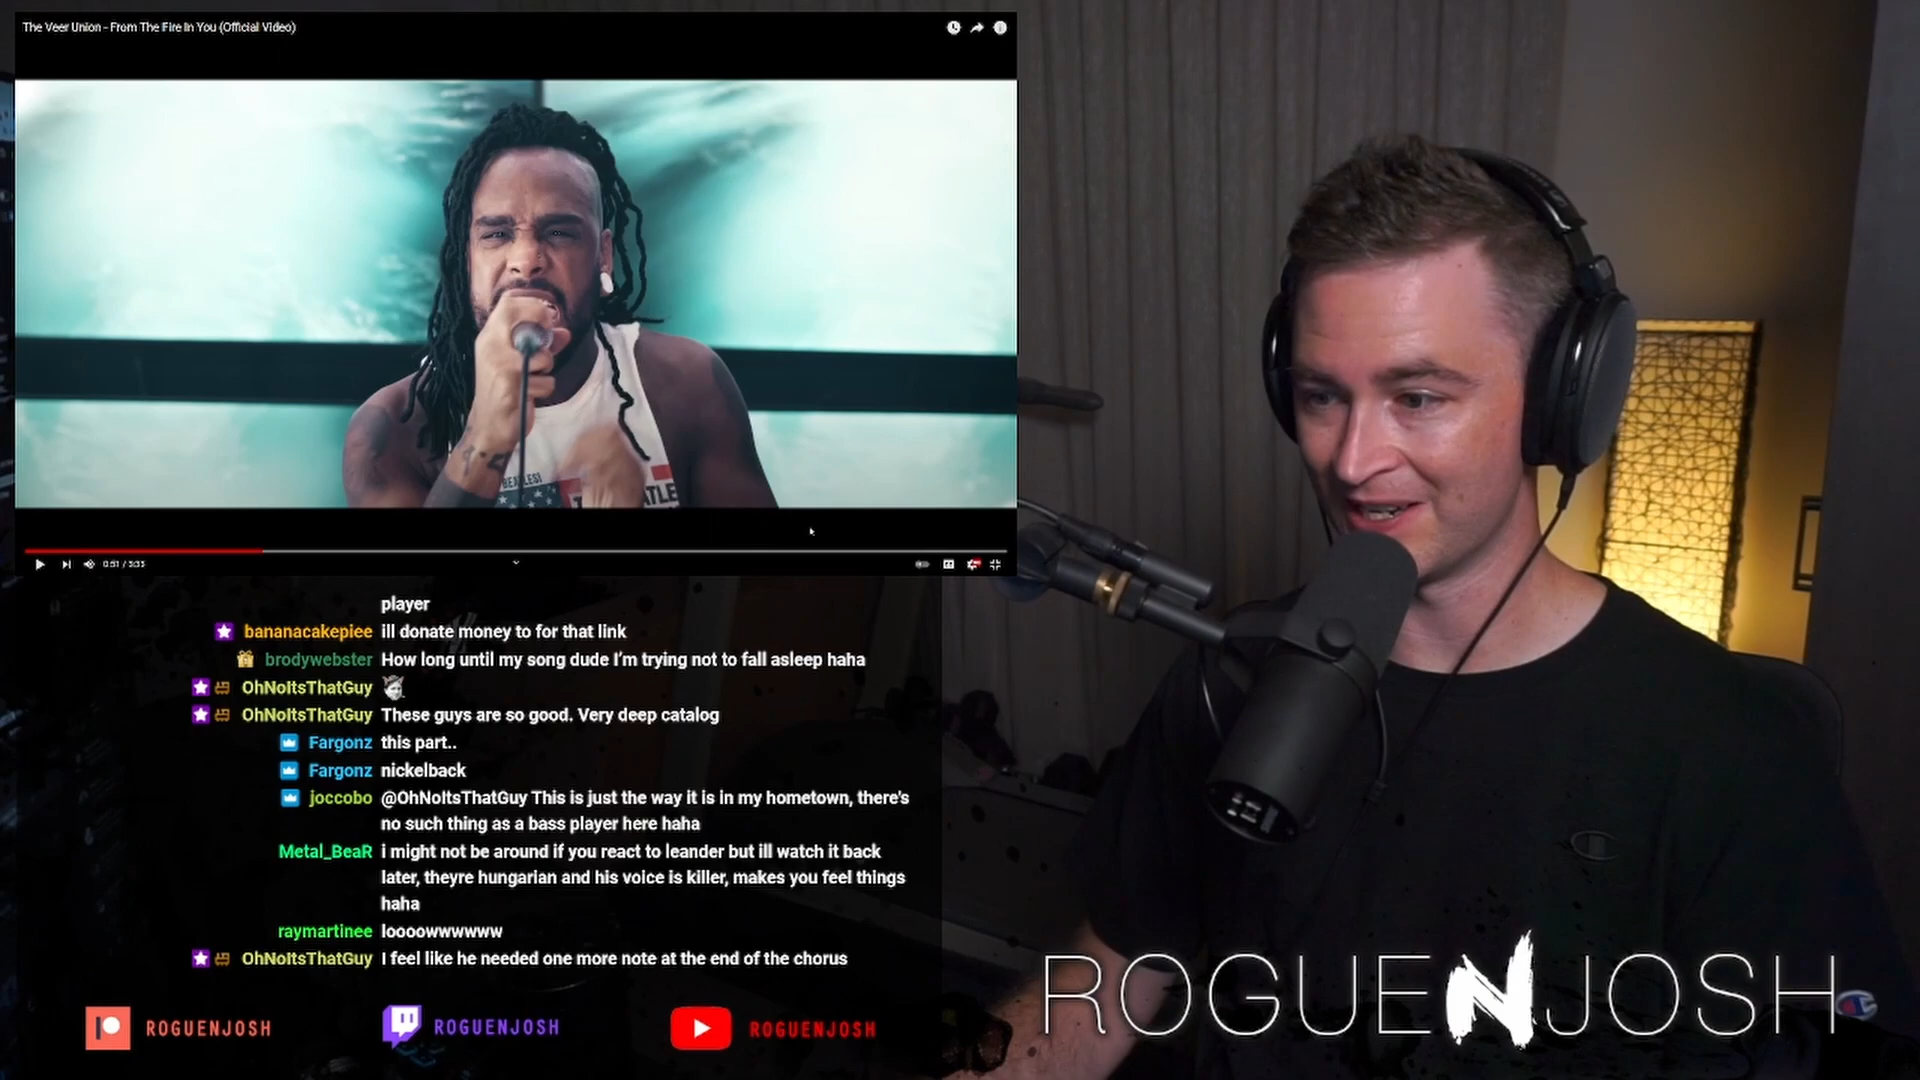 The Veer Union - From The Fire In You (Official Video)
0:51 / 3:33
player
bananacakepiee ill donate money to for that link
brodywebster How long until my song dude I'm trying not to fall asleep haha
OhNoItsThatGuy
OhNoItsThatGuy These guys are so good. Very deep catalog
Fargonz this part..
Fargonz nickelback
joccobo @OhNoItsThatGuy This is just the way it is in my hometown, there's
no such thing as a bass player here haha
Metal_BeaR i might not be around if you react to leander but ill watch it back
later, theyre hungarian and his voice is killer, makes you feel things
haha
raymartinee loooowwwwww
OhNoItsThatGuy I feel like he needed one more note at the end of the chorus
ROGUENJOSH
ROGUENJOSH
ROGUENJOSH
ROGUENJOSH